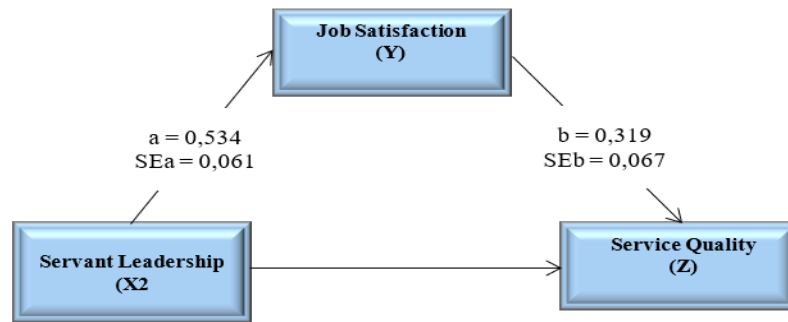 Job Satisfaction
(Y)
a = 0,534
SEa = 0,061
b = 0,319
SEb = 0,067
Servant Leadership
(X2
Service Quality
(Z)